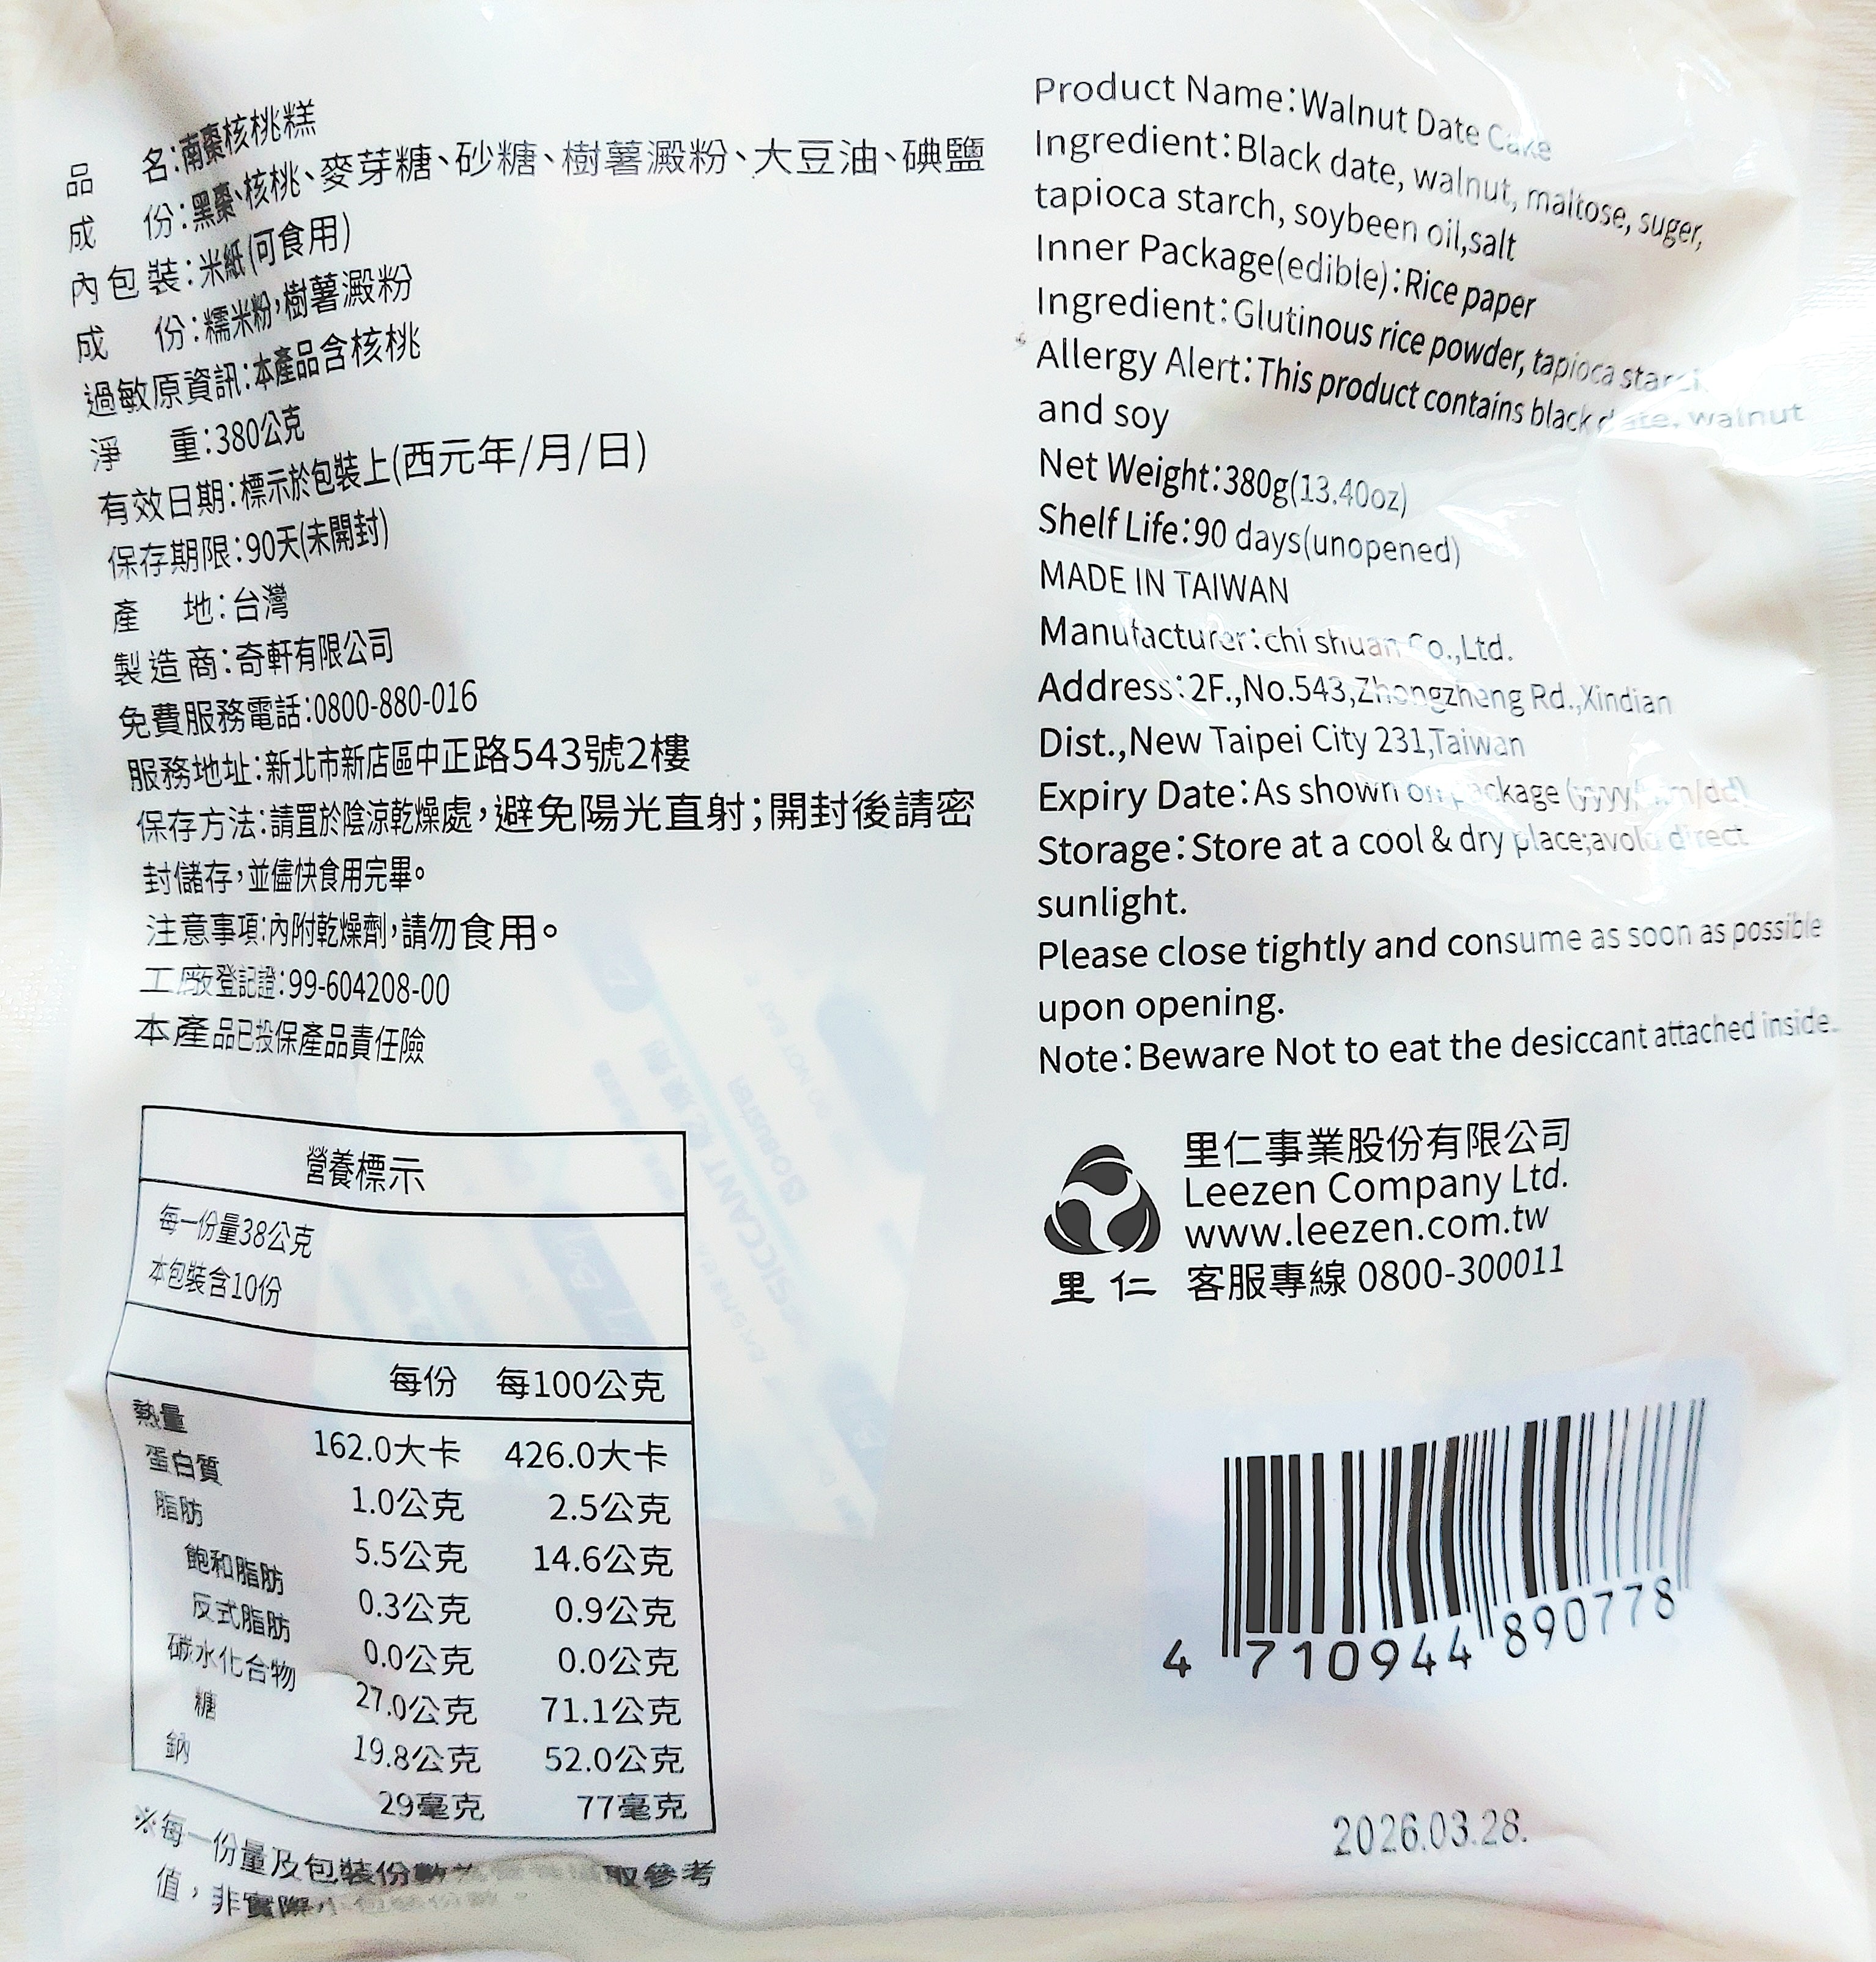 品 名:南棗核桃糕
成 份:黑棗、核桃、麥芽糖、砂糖、樹薯澱粉、大豆油、碘鹽
內包裝:米紙(可食用)
成 份:糯米粉,樹薯澱粉
過敏原資訊:本產品含核桃
淨 重:380公克
有效日期:標示於包裝上(西元年/月/日)
保存期限:90天(未開封)
產 地:台灣
製造商:奇軒有限公司
免費服務電話:0800-880-016
服務地址:新北市新店區中正路543號2樓
保存方法:請置於陰涼乾燥處,避免陽光直射;開封後請密
封儲存,並儘快食用完畢。
注意事項:內附乾燥劑,請勿食用。
工廠登記證:99-604208-00
本產品已投保產品責任險
營養標示
每一份量38公克
本包裝含10份
每份 每100公克
熱量 162.0大卡 426.0大卡
蛋白質 1.0公克 2.5公克
脂肪 5.5公克 14.6公克
飽和脂肪 0.3公克 0.9公克
反式脂肪 0.0公克 0.0公克
碳水化合物 27.0公克 71.1公克
糖 19.8公克 52.0公克
鈉 29毫克 77毫克
※每一份量及包裝份數 取參考
值,非實際
Product Name:Walnut Date Cake
Ingredient:Black date, walnut, maltose, suger,
tapioca starch, soybeen oil,salt
Inner Package(edible):Rice paper
Ingredient:Glutinous rice powder, tapioca starch
Allergy Alert:This product contains black date, walnut
and soy
Net Weight:380g(13.40oz)
Shelf Life:90 days(unopened)
MADE IN TAIWAN
Manufacturer:chi shuan Co.,Ltd.
Address:2F.,No.543,Zhongzheng Rd.,Xindian
Dist.,New Taipei City 231,Taiwan
Expiry Date:As shown on package (yyyy/mm/dd)
Storage:Store at a cool & dry place;avoid direct
sunlight.
Please close tightly and consume as soon as possible
upon opening.
Note:Beware Not to eat the desiccant attached inside.
里仁事業股份有限公司
Leezen Company Ltd.
www.leezen.com.tw
里仁 客服專線 0800-300011
4 710944 890778
2026.03.28.